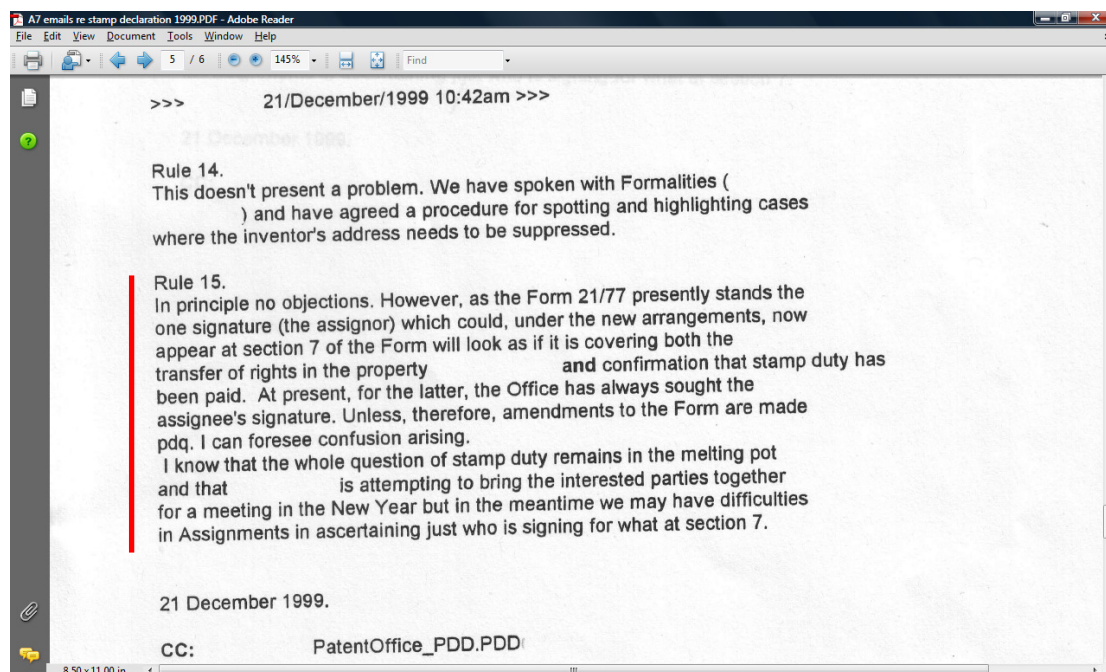 A7 emails re stamp declaration 1999.PDF - Adobe Reader
File Edit View Document Tools Window Help
5 / 6 145% Find
>>> 21/December/1999 10:42am >>>
21 December 1999.
Rule 14.
This doesn't present a problem. We have spoken with Formalities (
) and have agreed a procedure for spotting and highlighting cases
where the inventor's address needs to be suppressed.
Rule 15.
In principle no objections. However, as the Form 21/77 presently stands the
one signature (the assignor) which could, under the new arrangements, now
appear at section 7 of the Form will look as if it is covering both the
transfer of rights in the property and confirmation that stamp duty has
been paid. At present, for the latter, the Office has always sought the
assignee's signature. Unless, therefore, amendments to the Form are made
pdq. I can foresee confusion arising.
I know that the whole question of stamp duty remains in the melting pot
and that is attempting to bring the interested parties together
for a meeting in the New Year but in the meantime we may have difficulties
in Assignments in ascertaining just who is signing for what at section 7.
21 December 1999.
CC: PatentOffice_PDD.PDD(
8.50 x 11.00 in